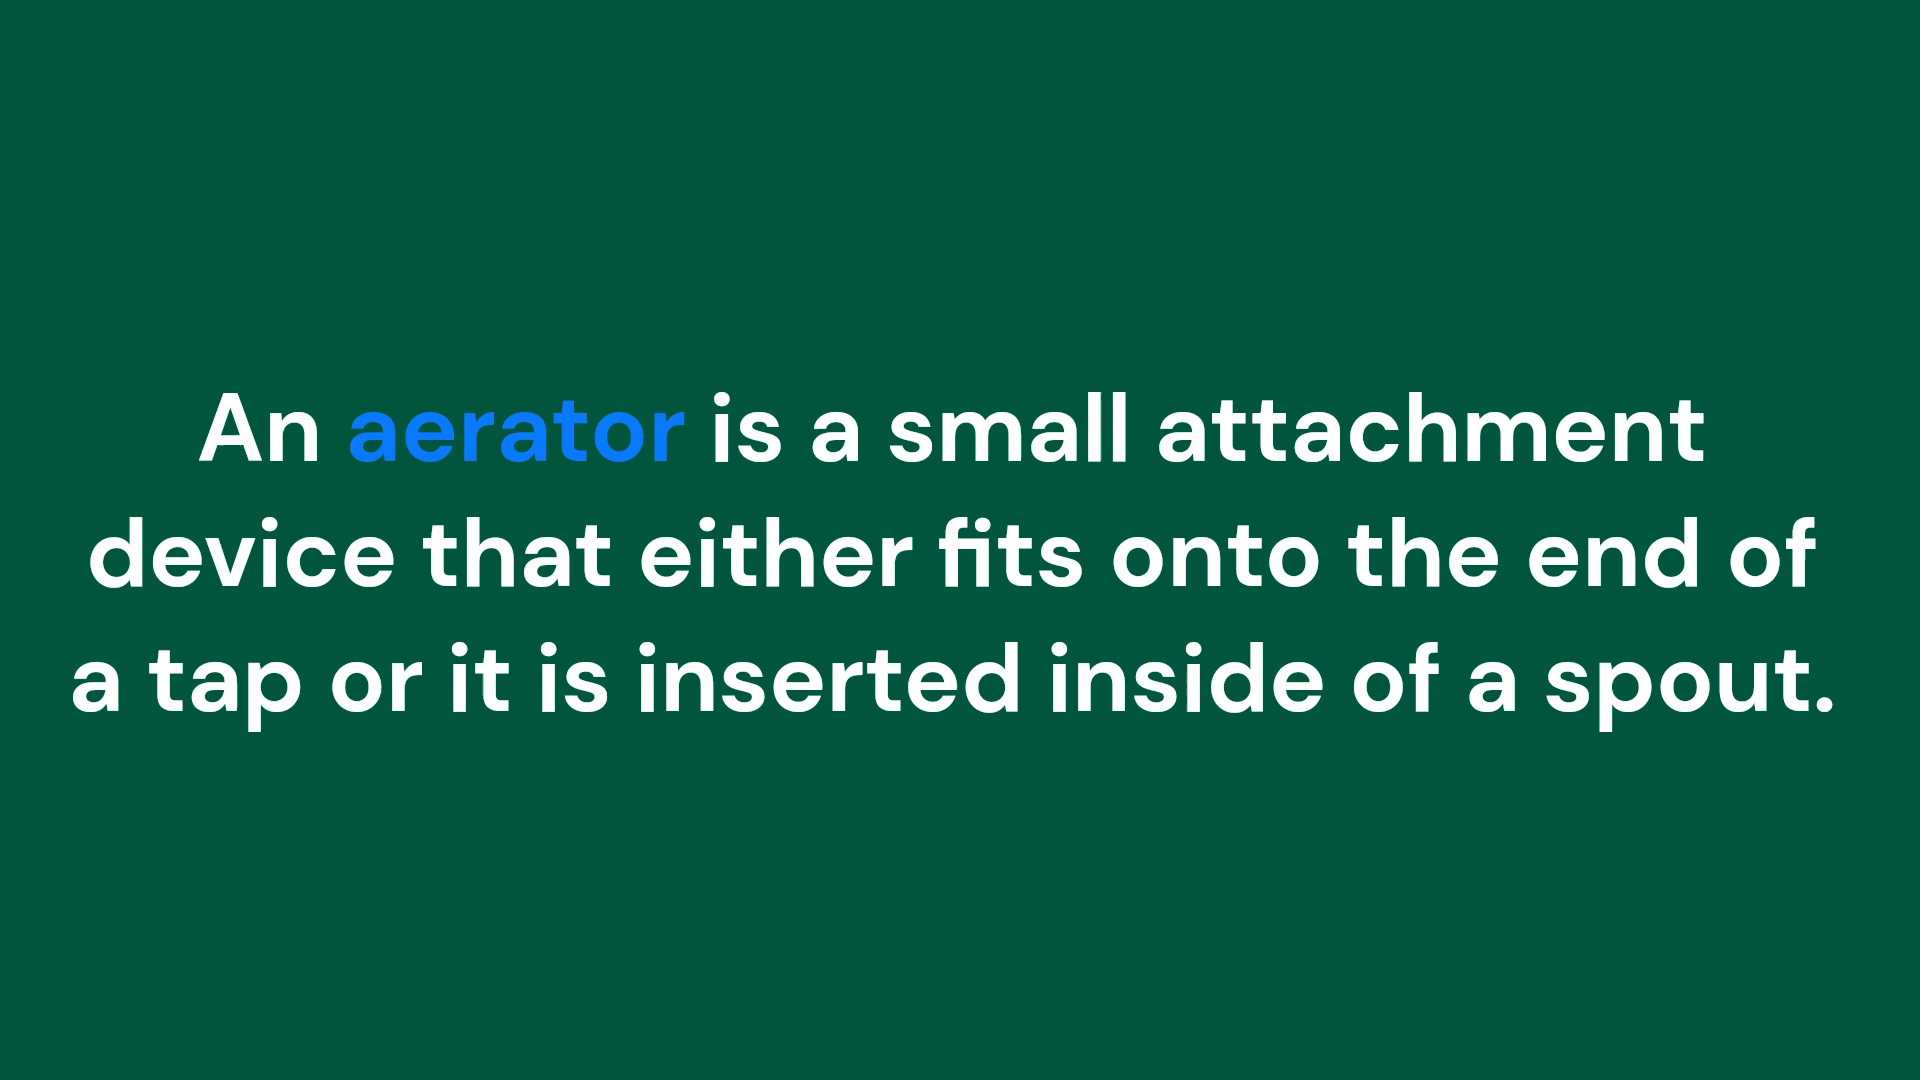 An aerator is a small attachment
device that either fits onto the end of
a tap or it is inserted inside of a spout.